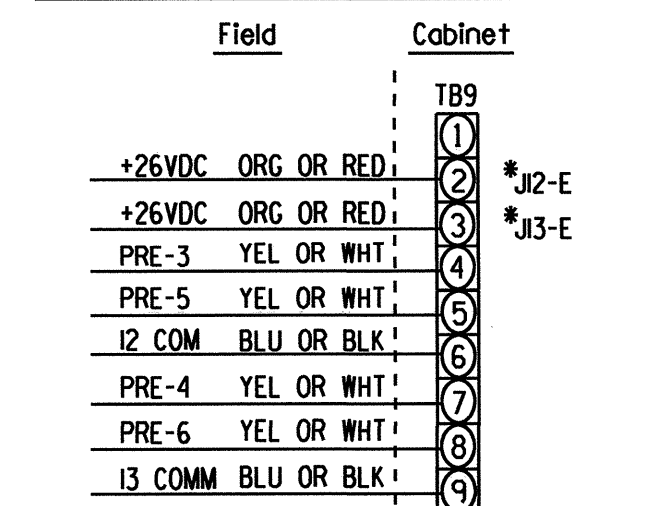 Field Cabinet
TB9
1
+26VDC ORG OR RED 2 *J12-E
+26VDC ORG OR RED 3 *J13-E
PRE-3 YEL OR WHT 4
PRE-5 YEL OR WHT 5
I2 COM BLU OR BLK 6
PRE-4 YEL OR WHT 7
PRE-6 YEL OR WHT 8
I3 COMM BLU OR BLK 9